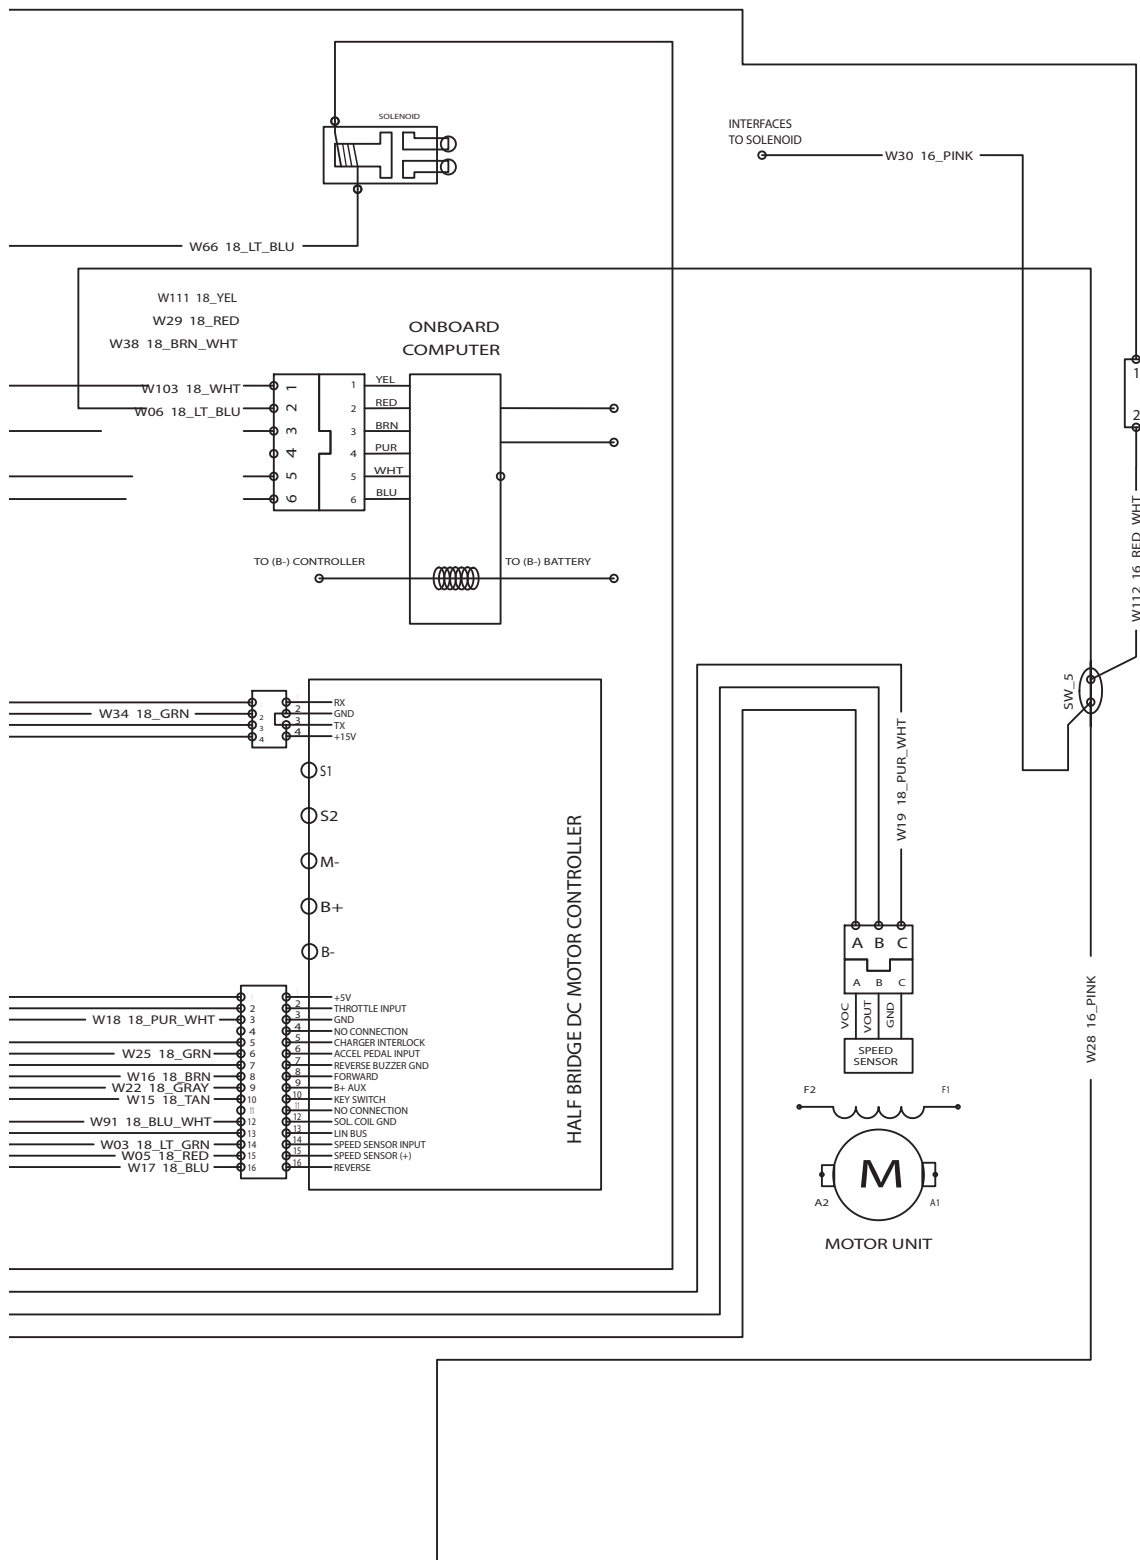 SOLENOID
INTERFACES
TO SOLENOID
W30 16_PINK
W66 18_LT_BLU
W111 18_YEL
W29 18_RED
W38 18_BRN_WHT
W103 18_WHT
W06 18_LT_BLU
ONBOARD
COMPUTER
1
2
3
4
5
6
1 YEL
2 RED
3 BRN
4 PUR
5 WHT
6 BLU
TO (B-) CONTROLLER
TO (B-) BATTERY
1
2
W112 16_RED_WHT
SW_5
W34 18_GRN
2
3
4
RX
2 GND
3 TX
4 +15V
S1
S2
M-
B+
B-
HALF BRIDGE DC MOTOR CONTROLLER
W19 18_PUR_WHT
A B C
A B C
VOC
VOUT
GND
SPEED
SENSOR
W28 16_PINK
+5V
2 2 THROTTLE INPUT
W18 18_PUR_WHT 3 3 GND
4 4 NO CONNECTION
5 5 CHARGER INTERLOCK
W25 18_GRN 6 6 ACCEL PEDAL INPUT
7 7 REVERSE BUZZER GND
W16 18_BRN 8 8 FORWARD
W22 18_GRAY 9 9 B+ AUX
W15 18_TAN 10 10 KEY SWITCH
11 11 NO CONNECTION
W91 18_BLU_WHT 12 12 SOL. COIL GND
13 13 LIN BUS
W03 18_LT_GRN 14 14 SPEED SENSOR INPUT
W05 18_RED 15 15 SPEED SENSOR (+)
W17 18_BLU 16 16 REVERSE
F2
F1
M
A2
A1
MOTOR UNIT